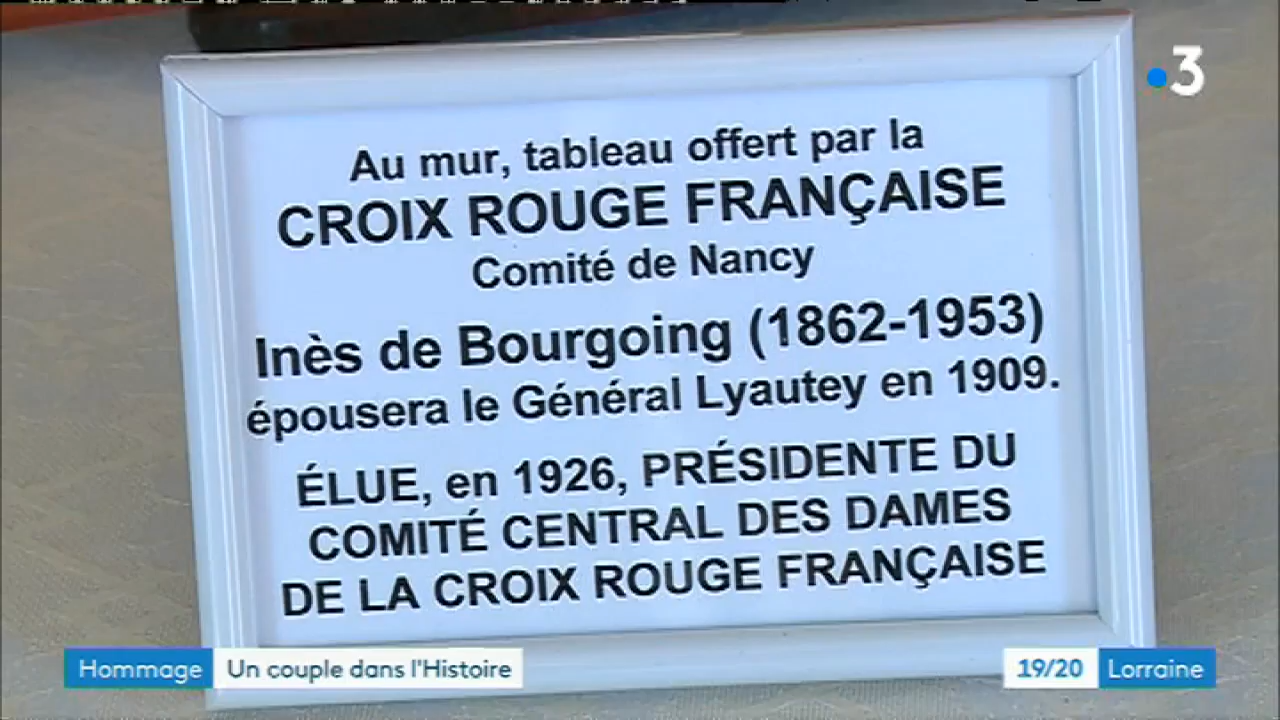 3
Au mur, tableau offert par la
CROIX ROUGE FRANÇAISE
Comité de Nancy
Inès de Bourgoing (1862-1953)
épousera le Général Lyautey en 1909.
ÉLUE, en 1926, PRÉSIDENTE DU
COMITÉ CENTRAL DES DAMES
DE LA CROIX ROUGE FRANÇAISE
Hommage Un couple dans l'Histoire
19/20 Lorraine